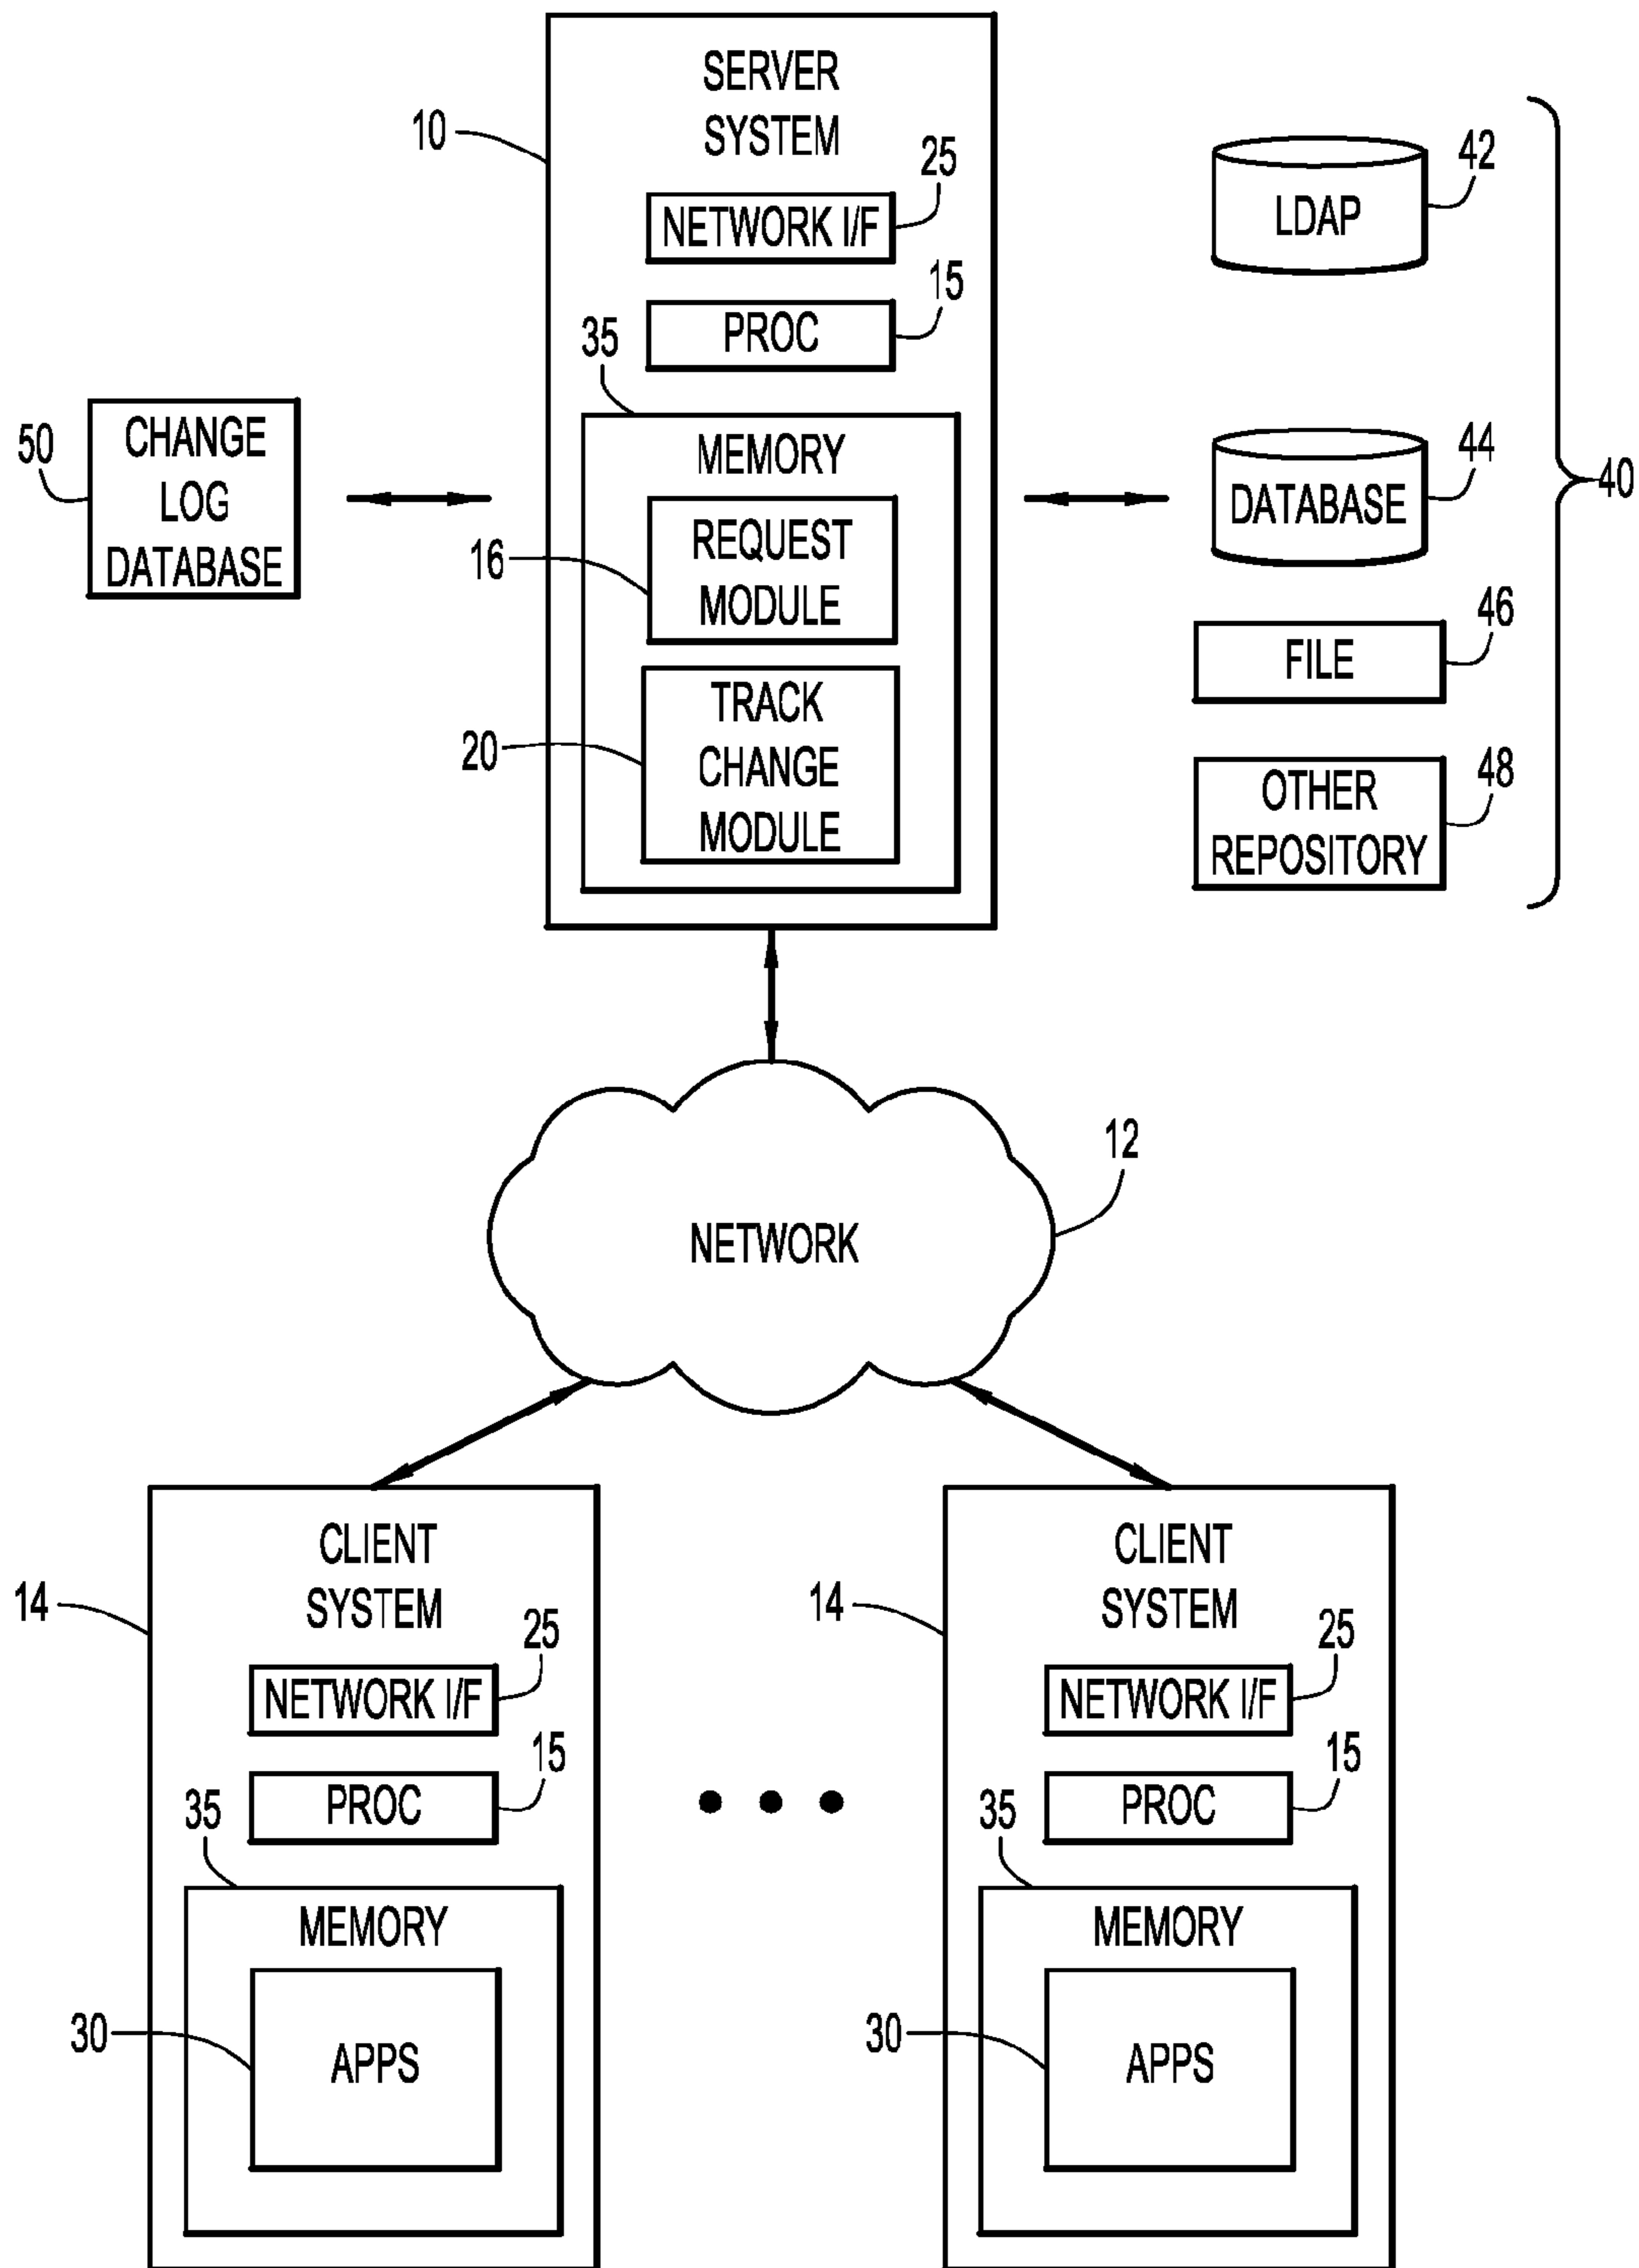 SERVER
SYSTEM
10
25
NETWORK I/F
15
PROC
35
MEMORY
REQUEST
MODULE
16
TRACK
CHANGE
MODULE
20
50
CHANGE
LOG
DATABASE
LDAP
42
DATABASE
44
40
FILE
46
OTHER
REPOSITORY
48
NETWORK
12
CLIENT
SYSTEM
14
25
NETWORK I/F
15
PROC
35
MEMORY
30
APPS
CLIENT
SYSTEM
14
25
NETWORK I/F
15
PROC
35
MEMORY
30
APPS